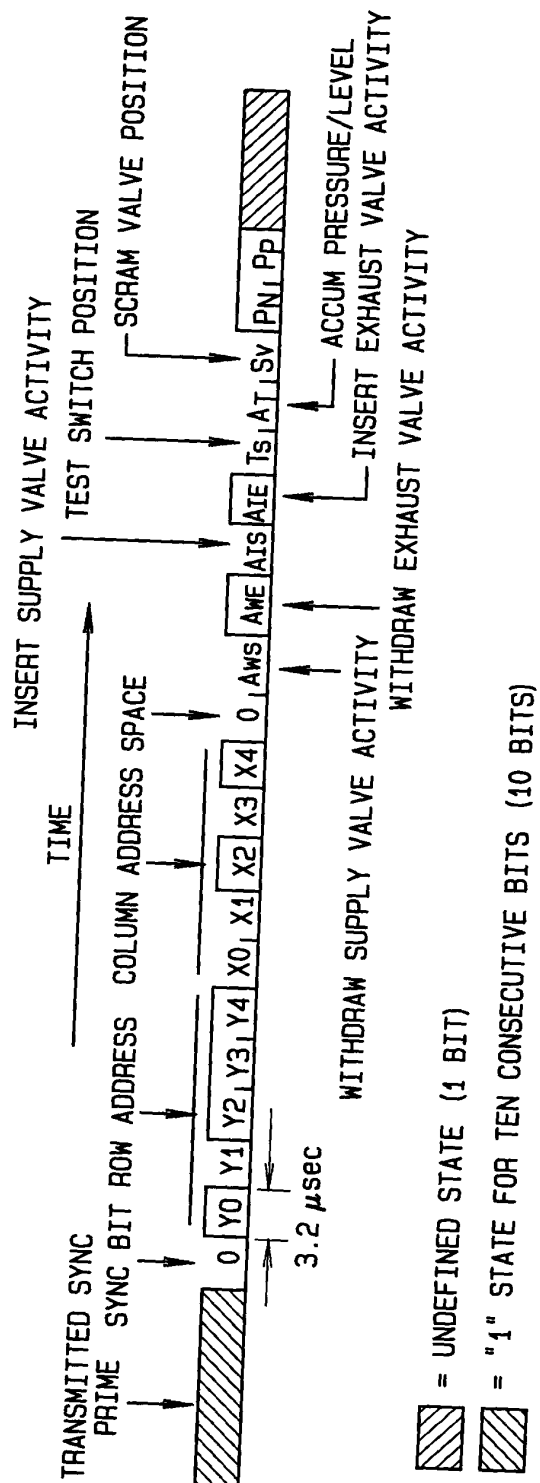 INSERT SUPPLY VALVE ACTIVITY
TIME
TEST SWITCH POSITION
SCRAM VALVE POSITION
TRANSMITTED SYNC
PRIME
SYNC BIT
ROW ADDRESS
COLUMN ADDRESS SPACE
0 Y0 Y1 Y2 Y3 Y4 X0 X1 X2 X3 X4 0 AWS AWE AIS AIE TS AT SV PN PP
3.2 μsec
ACCUM PRESSURE/LEVEL
INSERT EXHAUST VALVE ACTIVITY
WITHDRAW EXHAUST VALVE ACTIVITY
WITHDRAW SUPPLY VALVE ACTIVITY
= UNDEFINED STATE (1 BIT)
= "1" STATE FOR TEN CONSECUTIVE BITS (10 BITS)